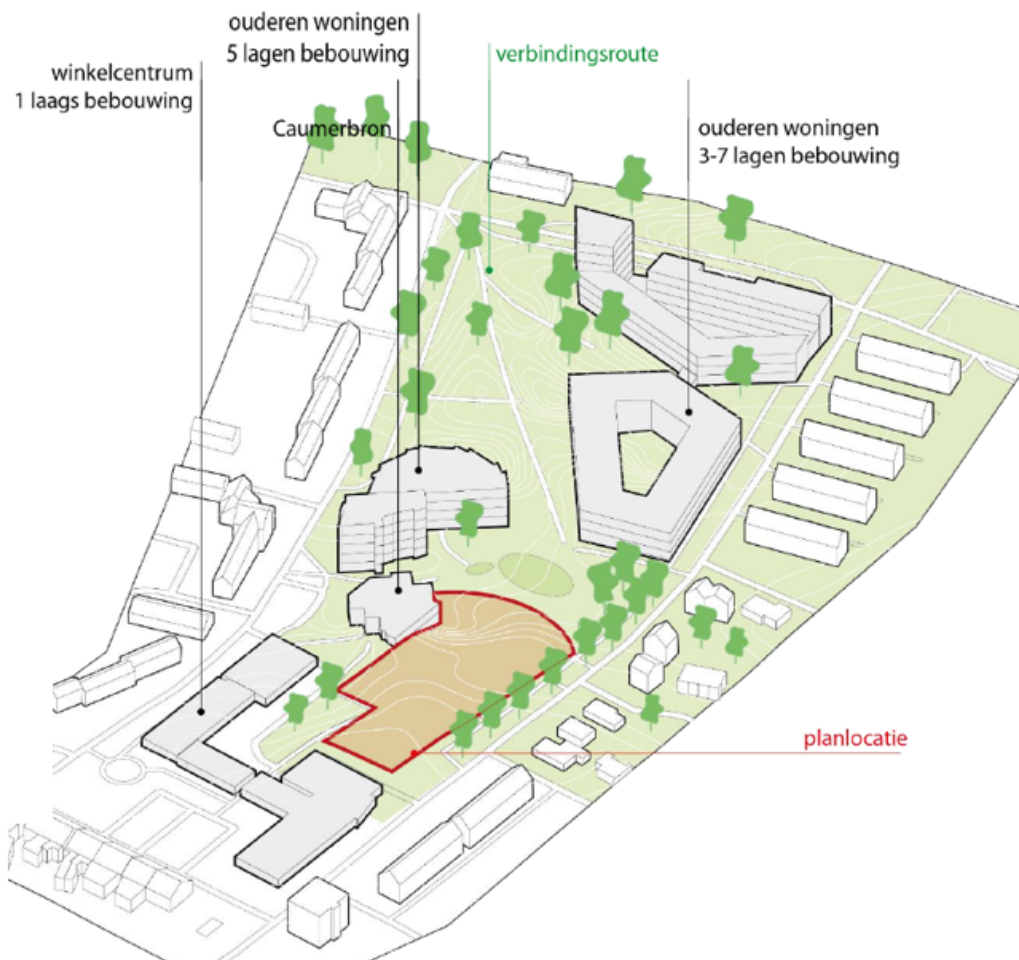 ouderen woningen
5 lagen bebouwing
verbindingsroute
winkelcentrum
1 laags bebouwing
Caumerbron
ouderen woningen
3-7 lagen bebouwing
planlocatie